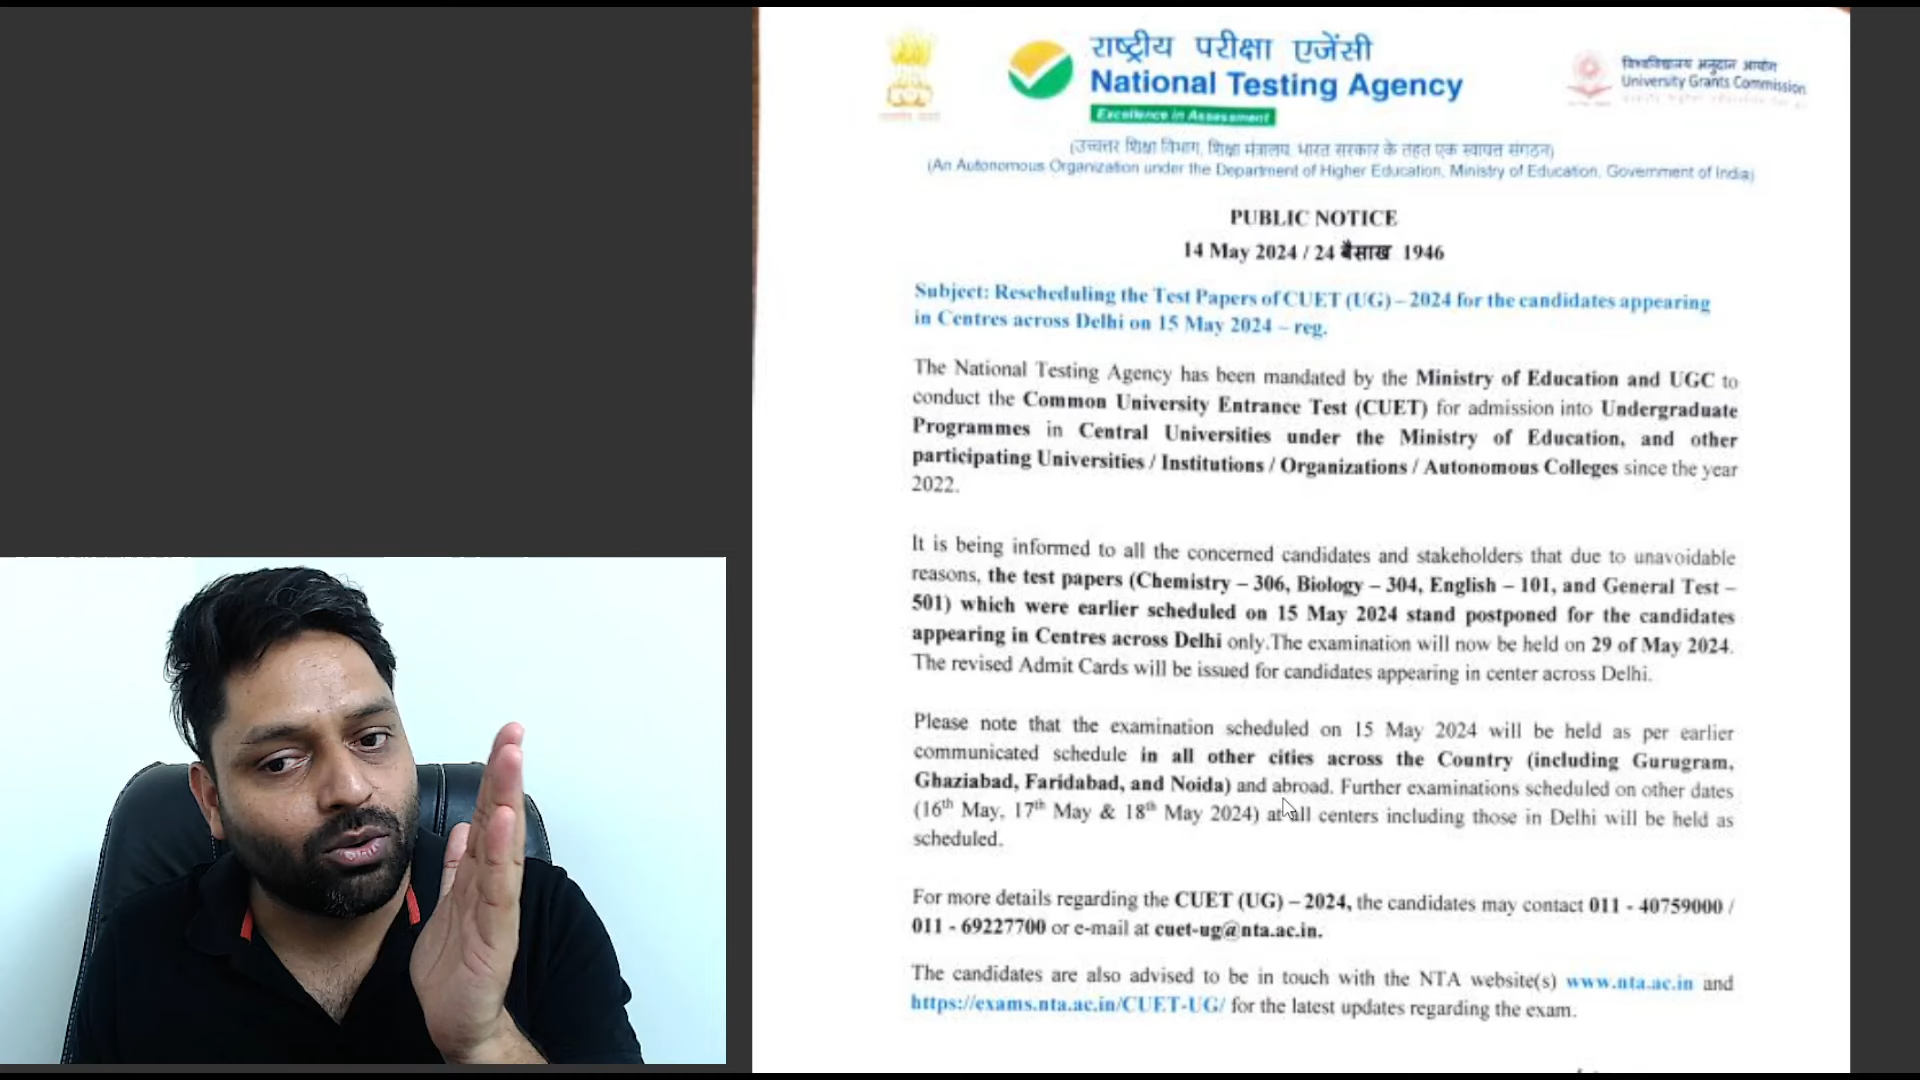 राष्ट्रीय परीक्षा एजेंसी
National Testing Agency
Excellence in Assessment
विश्वविद्यालय अनुदान आयोग
University Grants Commission
(उच्चतर शिक्षा विभाग, शिक्षा मंत्रालय, भारत सरकार के तहत एक स्वायत्त संगठन)
(An Autonomous Organization under the Department of Higher Education, Ministry of Education, Government of India)
PUBLIC NOTICE
14 May 2024 / 24 बैसाख 1946
Subject: Rescheduling the Test Papers of CUET (UG) – 2024 for the candidates appearing
in Centres across Delhi on 15 May 2024 – reg.
The National Testing Agency has been mandated by the Ministry of Education and UGC to
conduct the Common University Entrance Test (CUET) for admission into Undergraduate
Programmes in Central Universities under the Ministry of Education, and other
participating Universities / Institutions / Organizations / Autonomous Colleges since the year
2022.
It is being informed to all the concerned candidates and stakeholders that due to unavoidable
reasons, the test papers (Chemistry – 306, Biology – 304, English – 101, and General Test –
501) which were earlier scheduled on 15 May 2024 stand postponed for the candidates
appearing in Centres across Delhi only.The examination will now be held on 29 of May 2024.
The revised Admit Cards will be issued for candidates appearing in center across Delhi.
Please note that the examination scheduled on 15 May 2024 will be held as per earlier
communicated schedule in all other cities across the Country (including Gurugram,
Ghaziabad, Faridabad, and Noida) and abroad. Further examinations scheduled on other dates
(16th May, 17th May & 18th May 2024) at all centers including those in Delhi will be held as
scheduled.
For more details regarding the CUET (UG) – 2024, the candidates may contact 011 - 40759000 /
011 - 69227700 or e-mail at cuet-ug@nta.ac.in.
The candidates are also advised to be in touch with the NTA website(s) www.nta.ac.in and
https://exams.nta.ac.in/CUET-UG/ for the latest updates regarding the exam.